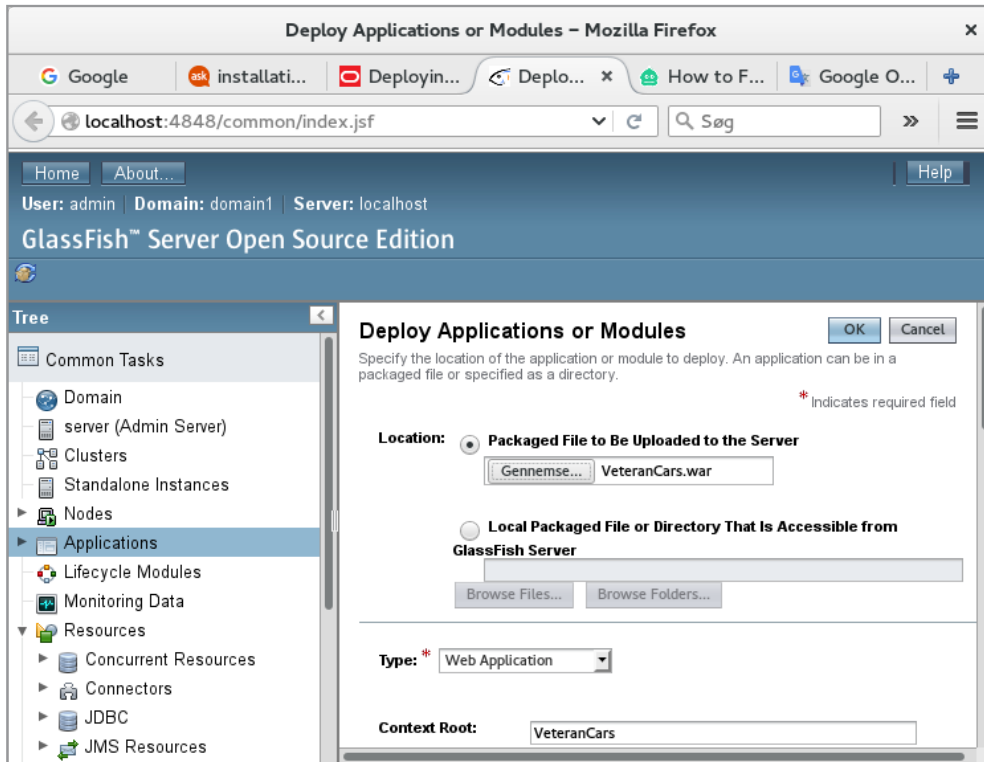 Deploy Applications or Modules – Mozilla Firefox
Google
ask installati...
Deployin...
Deplo...
How to F...
Google O...
localhost:4848/common/index.jsf
Søg
Home About... Help
User: admin Domain: domain1 Server: localhost
GlassFish™ Server Open Source Edition
Tree
Common Tasks
Domain
server (Admin Server)
Clusters
Standalone Instances
Nodes
Applications
Lifecycle Modules
Monitoring Data
Resources
Concurrent Resources
Connectors
JDBC
JMS Resources
Deploy Applications or Modules
OK Cancel
Specify the location of the application or module to deploy. An application can be in a
packaged file or specified as a directory.
* Indicates required field
Location: Packaged File to Be Uploaded to the Server
Gennemse... VeteranCars.war
Local Packaged File or Directory That Is Accessible from
GlassFish Server
Browse Files... Browse Folders...
Type: * Web Application
Context Root: VeteranCars